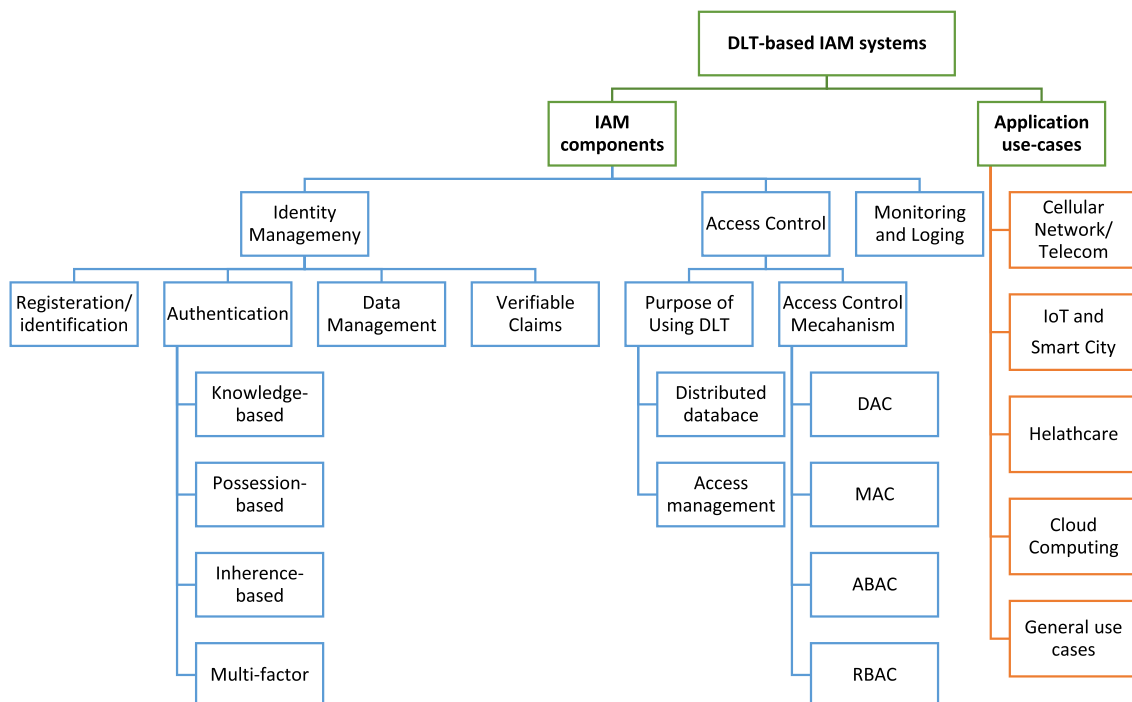 DLT-based IAM systems
IAM
components
Application
use-cases
Identity
Managemeny
Access Control
Monitoring
and Loging
Cellular
Network/
Telecom
Registeration/
identification
Authentication
Data
Management
Verifiable
Claims
Purpose of
Using DLT
Access Control
Mecahanism
IoT and
Smart City
Knowledge-
based
Distributed
databace
DAC
Helathcare
Possession-
based
Access
management
MAC
Cloud
Computing
Inherence-
based
ABAC
General use
cases
Multi-factor
RBAC